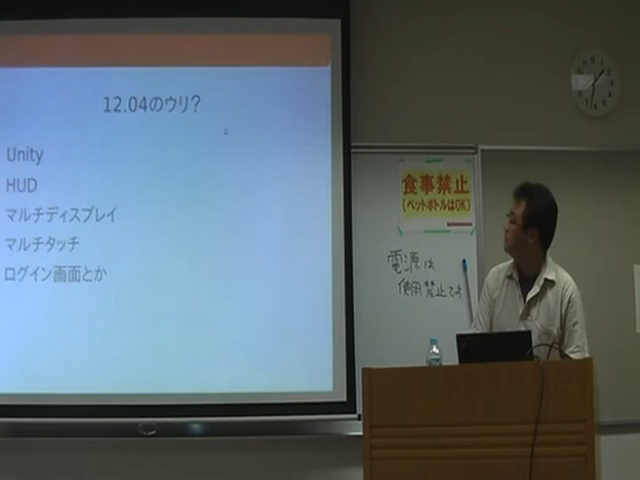 12.04のウリ?
Unity
HUD
マルチディスプレイ
マルチタッチ
ログイン画面とか
食事禁止
(ペットボトルはOK)
電源は
使用禁止です